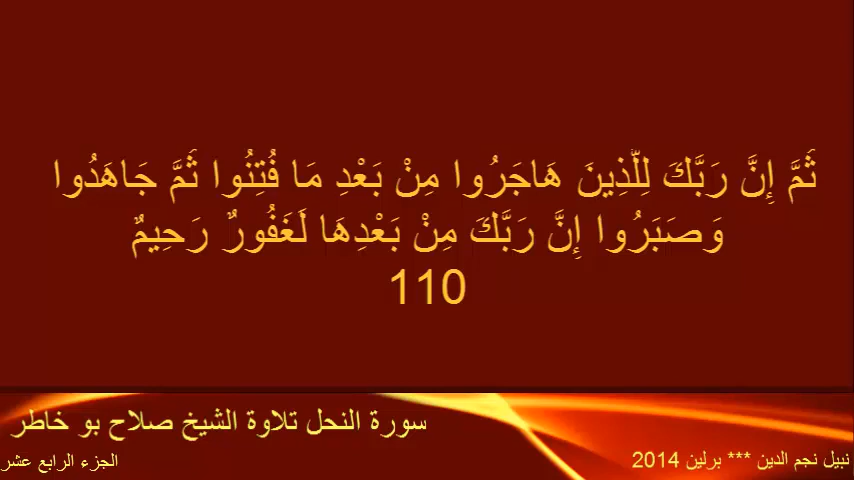 ثُمَّ إِنَّ رَبَّكَ لِلَّذِينَ هَاجَرُوا مِنْ بَعْدِ مَا فُتِنُوا ثُمَّ جَاهَدُوا
وَصَبَرُوا إِنَّ رَبَّكَ مِنْ بَعْدِهَا لَغَفُورٌ رَحِيمٌ
110
سورة النحل تلاوة الشيخ صلاح بو خاطر
نبيل نجم الدين *** برلين 2014
الجزء الرابع عشر